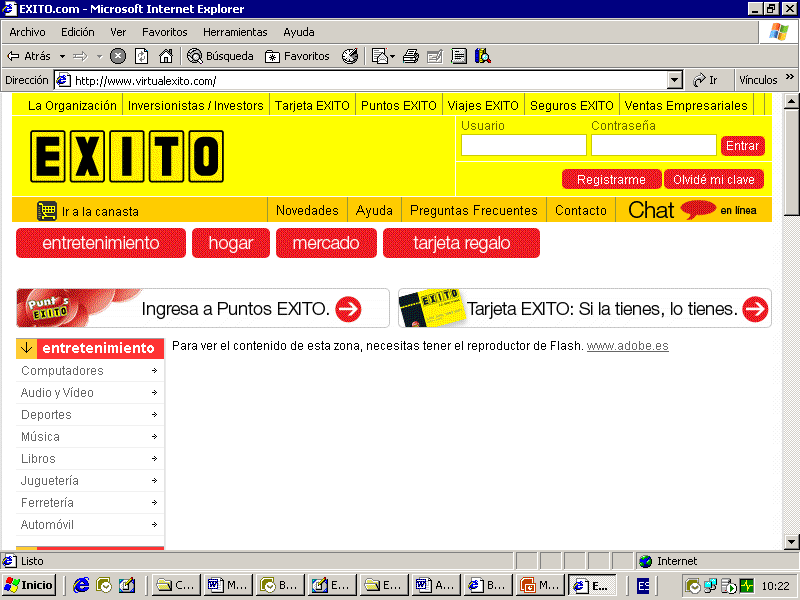 EXITO.com - Microsoft Internet Explorer
Archivo Edición Ver Favoritos Herramientas Ayuda
Atrás Búsqueda Favoritos
Dirección http://www.virtualexito.com/ Ir Vínculos »
La Organización Inversionistas / Investors Tarjeta EXITO Puntos EXITO Viajes EXITO Seguros EXITO Ventas Empresariales
Usuario Contraseña
EXITO
Entrar
Registrarme Olvidé mi clave
Ir a la canasta Novedades Ayuda Preguntas Frecuentes Contacto Chat en línea
entretenimiento hogar mercado tarjeta regalo
Puntos EXITO Ingresa a Puntos EXITO. EXITO Tarjeta EXITO: Si la tienes, lo tienes.
entretenimiento Para ver el contenido de esta zona, necesitas tener el reproductor de Flash. www.adobe.es
Computadores
Audio y Vídeo
Deportes
Música
Libros
Juguetería
Ferretería
Automóvil
Listo Internet
Inicio C... M... B... E... E... A... B... M... E... ES 10:22